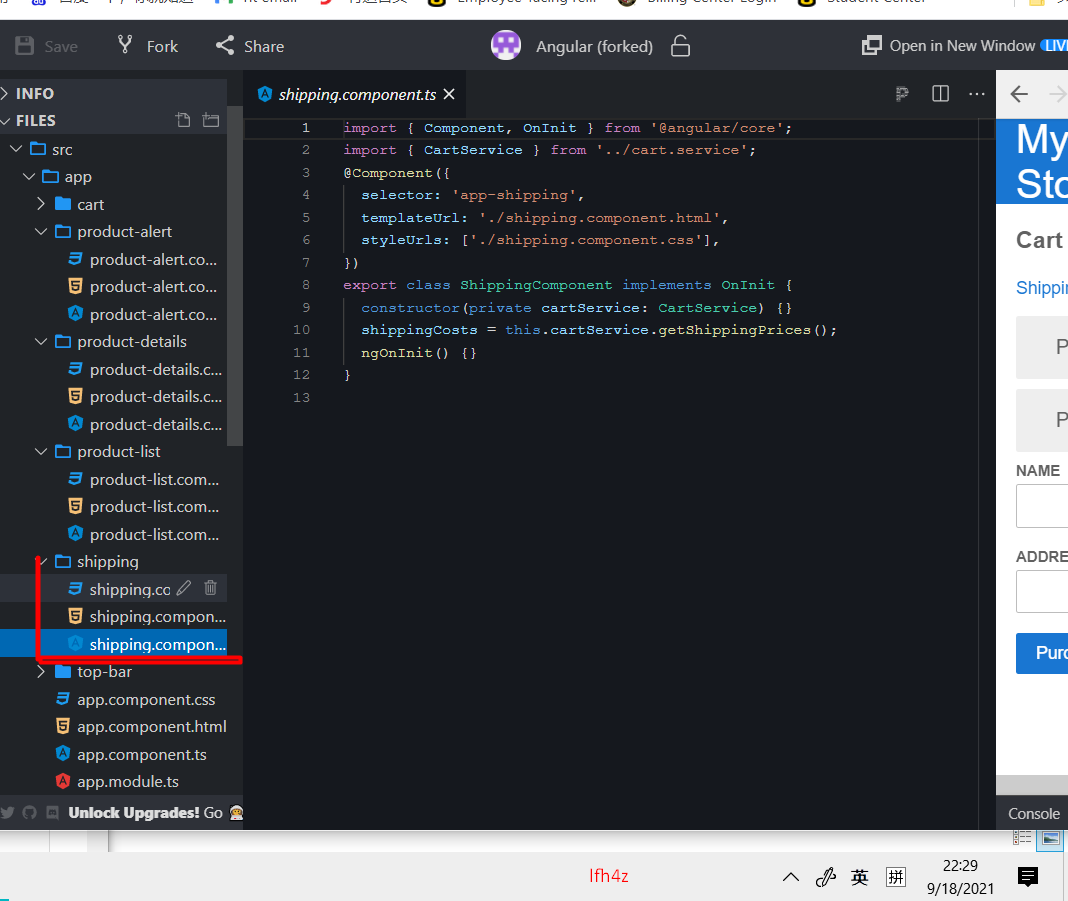 Save
Fork
Share
Angular (forked)
Open in New Window
LIV
INFO
FILES
src
app
cart
product-alert
product-alert.co...
product-alert.co...
product-alert.co...
product-details
product-details.c...
product-details.c...
product-details.c...
product-list
product-list.com...
product-list.com...
product-list.com...
shipping
shipping.co
shipping.compon...
shipping.compon...
top-bar
app.component.css
app.component.html
app.component.ts
app.module.ts
Unlock Upgrades! Go
shipping.component.ts
1 import { Component, OnInit } from '@angular/core';
2 import { CartService } from '../cart.service';
3 @Component({
4 selector: 'app-shipping',
5 templateUrl: './shipping.component.html',
6 styleUrls: ['./shipping.component.css'],
7 })
8 export class ShippingComponent implements OnInit {
9 constructor(private cartService: CartService) {}
10 shippingCosts = this.cartService.getShippingPrices();
11 ngOnInit() {}
12 }
13
My
Sto
Cart
Shippin
P
P
NAME
ADDRE
Purc
Console
lfh4z
英
拼
22:29
9/18/2021